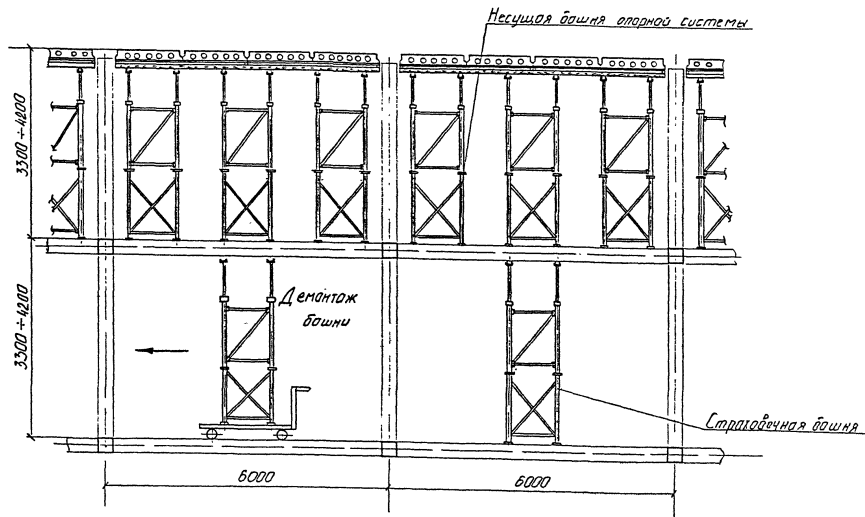 Несущая башня опорной системы
3300÷4200
Демонтаж
башни
3300÷4200
Страховочная башня
6000
6000